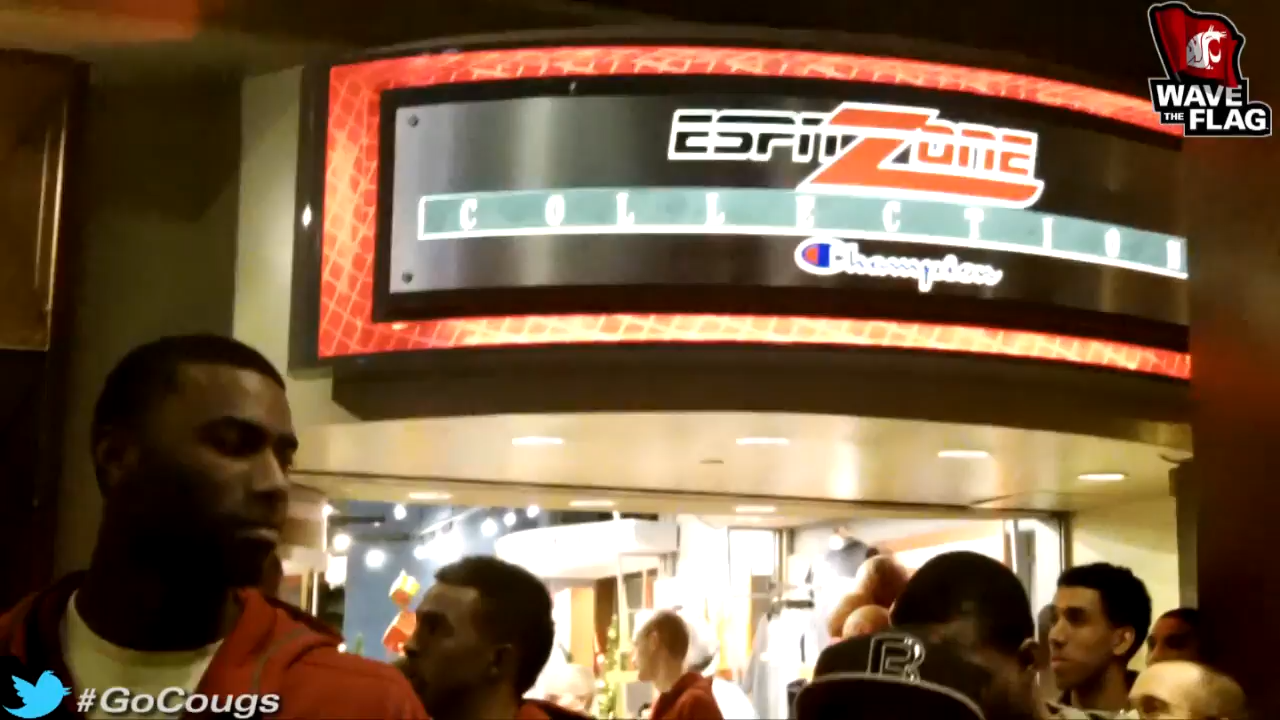 WAVE
THE FLAG
ESPN ZONE
COLLECTION
Champion
#GoCougs